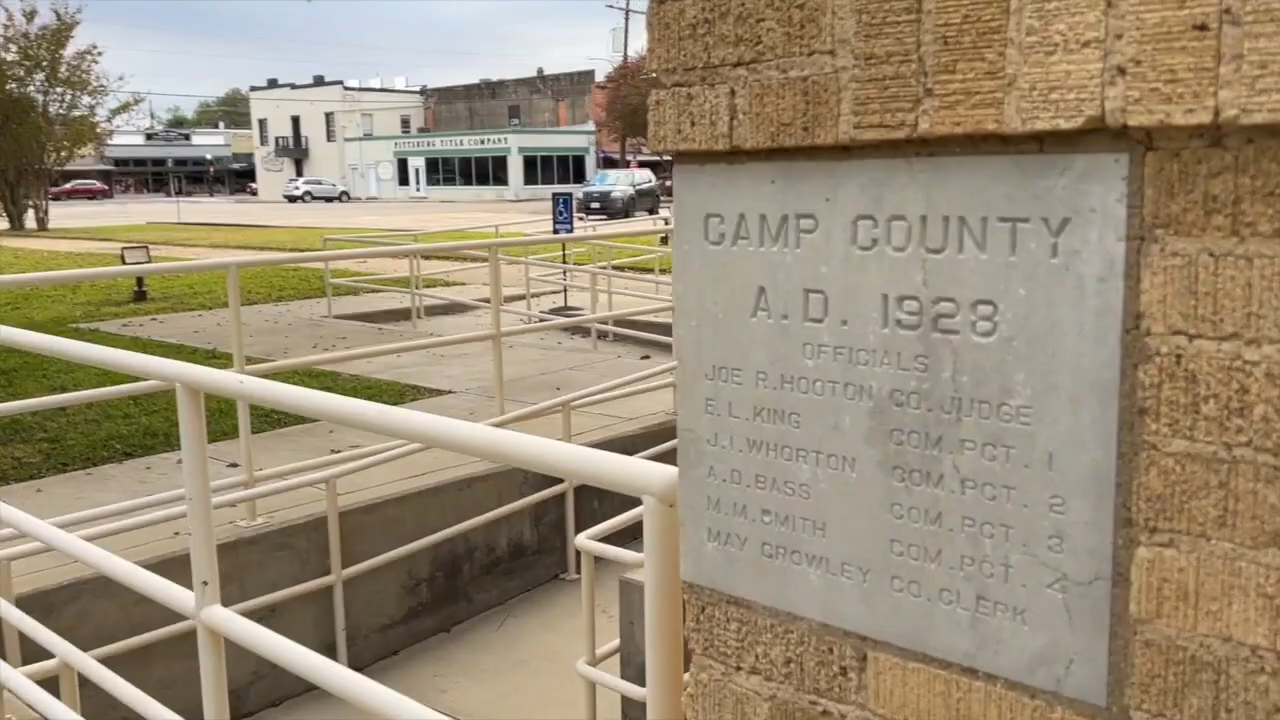 PITTSBURG TITLE COMPANY
CAMP COUNTY
A.D. 1928
OFFICIALS
JOE R. HOOTON CO. JUDGE
E. L. KING COM. PCT. 1
J. I. WHORTON COM. PCT. 2
A. D. BASS COM. PCT. 3
M. M. SMITH COM. PCT. 4
MAY CROWLEY CO. CLERK